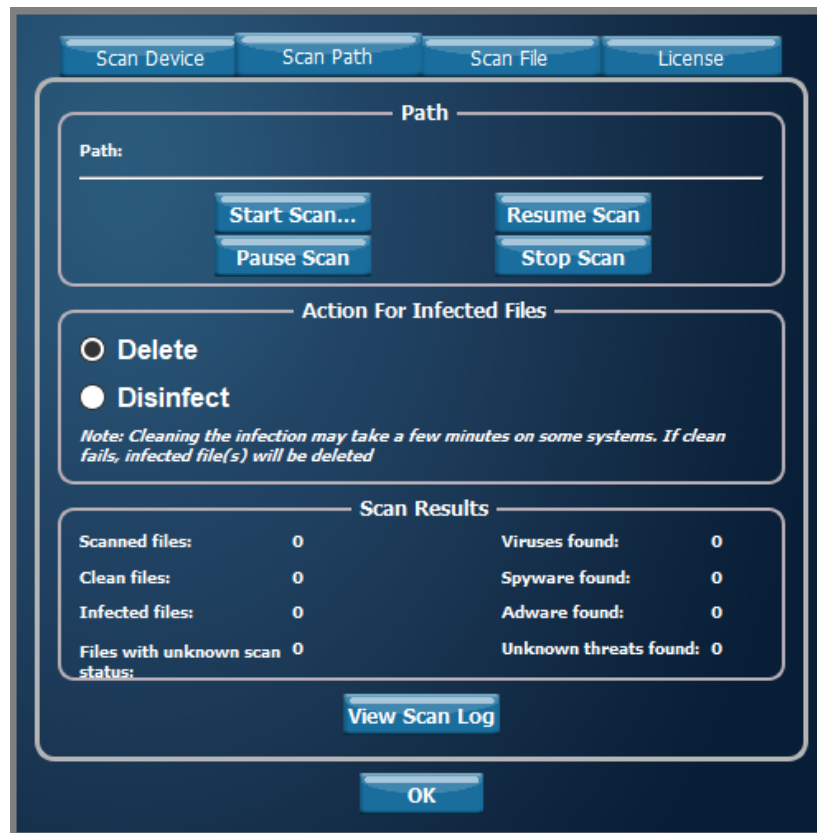 Scan Device Scan Path Scan File License
Path
Path:
Start Scan... Resume Scan
Pause Scan Stop Scan
Action For Infected Files
Delete
Disinfect
Note: Cleaning the infection may take a few minutes on some systems. If clean
fails, infected file(s) will be deleted
Scan Results
Scanned files: 0 Viruses found: 0
Clean files: 0 Spyware found: 0
Infected files: 0 Adware found: 0
Files with unknown scan 0 Unknown threats found: 0
status:
View Scan Log
OK